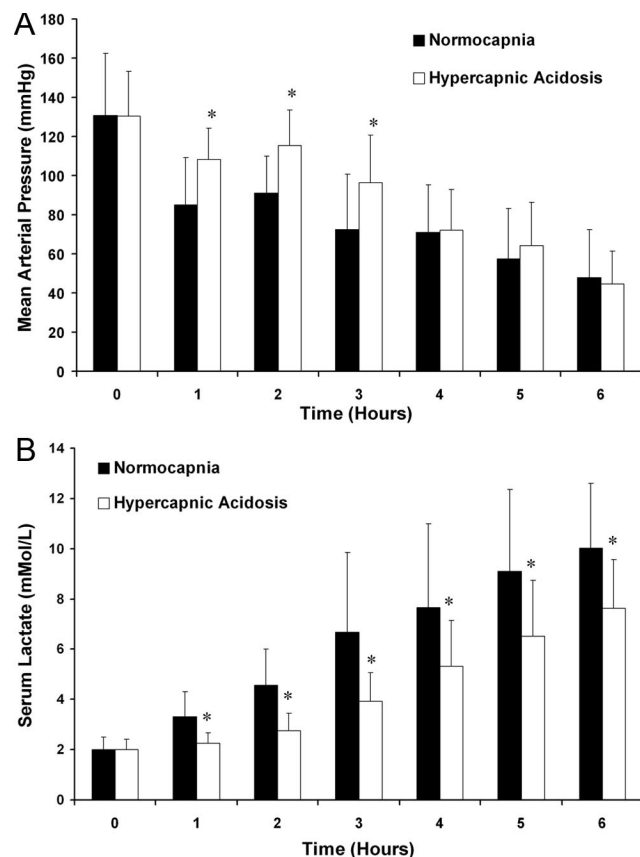 A
Mean Arterial Pressure (mmHg)
180
160
140
120
100
80
60
40
20
0
Normocapnia
Hypercapnic Acidosis
*
*
*
0 1 2 3 4 5 6
Time (Hours)
B
Serum Lactate (mMol/L)
14
12
10
8
6
4
2
0
Normocapnia
Hypercapnic Acidosis
*
*
*
*
*
*
0 1 2 3 4 5 6
Time (Hours)